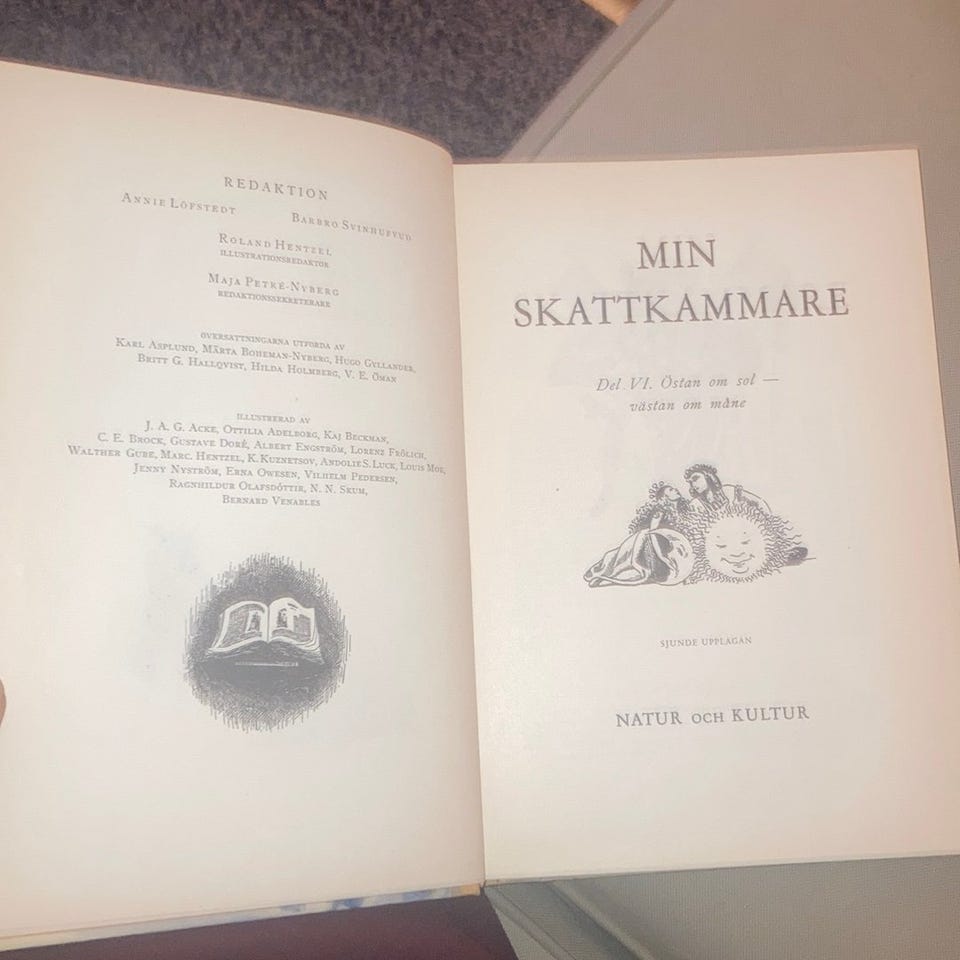 REDAKTION
ANNIE LÖFSTEDT BARBRO SVINHUFVUD
ROLAND HENTZEL
ILLUSTRATIONSREDAKTÖR
MAJA PETRÉ-NYBERG
REDAKTIONSSEKRETERARE
ÖVERSÄTTNINGARNA UTFÖRDA AV
KARL ASPLUND, MÄRTA BOHEMAN-NYBERG, HUGO GYLLANDER,
BRITT G. HALLQVIST, HILDA HOLMBERG, V. E. ÖMAN
ILLUSTRERAD AV
J. A. G. ACKE, OTTILIA ADELBORG, KAJ BECKMAN,
C. E. BROCK, GUSTAVE DORÉ, ALBERT ENGSTRÖM, LORENZ FRÖLICH,
WALTHER GUBE, MARC. HENTZEL, K. KUZNETSOV, ANDOLIE S. LUCK, LOUIS MOE,
JENNY NYSTRÖM, ERNA OWESEN, VILHELM PEDERSEN,
RAGNHILDUR OLAFSDÓTTIR, N. N. SKUM,
BERNARD VENABLES
MIN
SKATTKAMMARE
Del VI. Östan om sol —
västan om måne
SJUNDE UPPLAGAN
NATUR OCH KULTUR